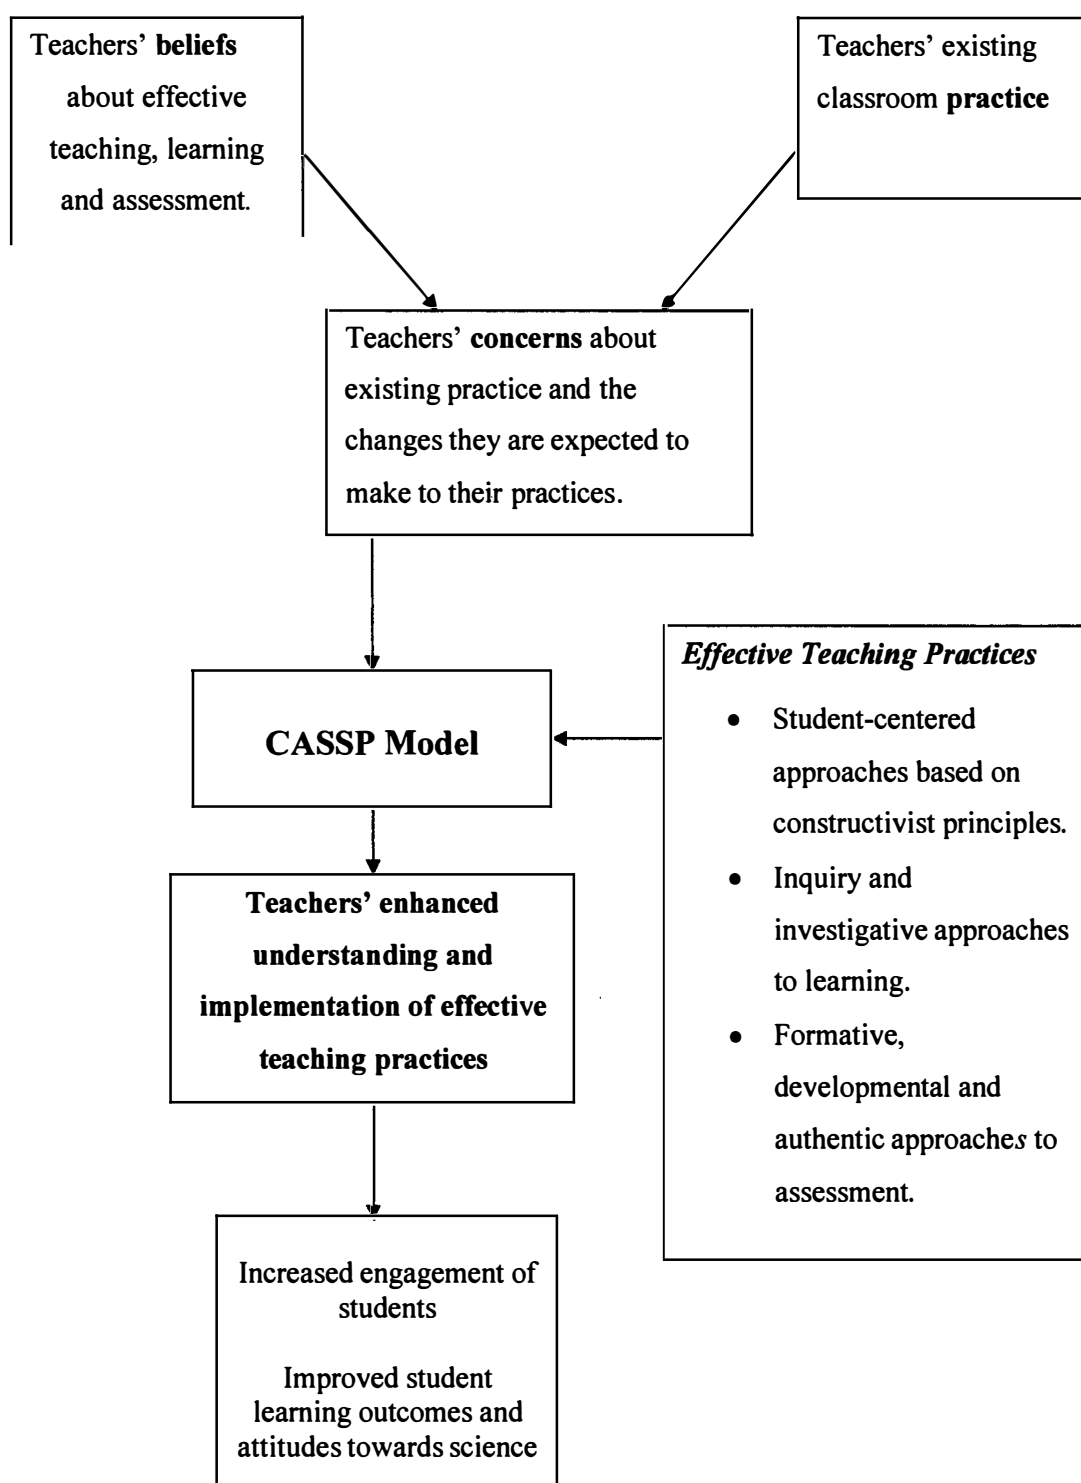 Teachers' beliefs
about effective
teaching, learning
and assessment.
Teachers' existing
classroom practice
Teachers' concerns about
existing practice and the
changes they are expected to
make to their practices.
CASSP Model
Effective Teaching Practices
• Student-centered
approaches based on
constructivist principles.
• Inquiry and
investigative approaches
to learning.
• Formative,
developmental and
authentic approaches to
assessment.
Teachers' enhanced
understanding and
implementation of effective
teaching practices
Increased engagement of
students
Improved student
learning outcomes and
attitudes towards science